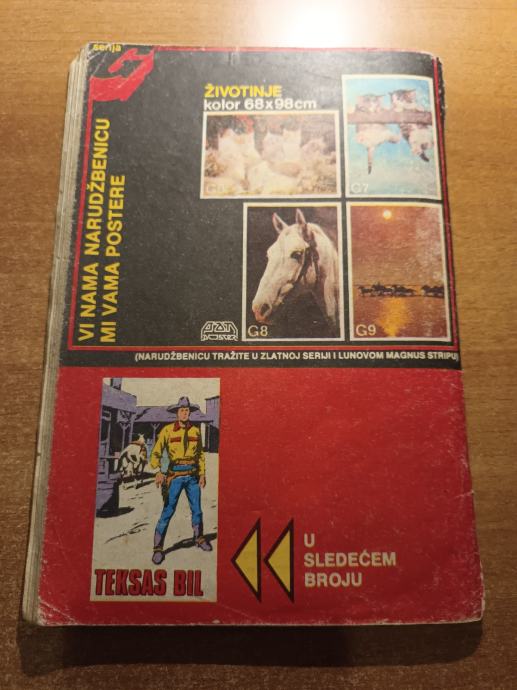 serija
ŽIVOTINJE
kolor 68x98cm
VI NAMA NARUDŽBENICU
MI VAMA POSTERE
G6
G7
G8
G9
(NARUDŽBENICU TRAŽITE U ZLATNOJ SERIJI I LUNOVOM MAGNUS STRIPU)
TEKSAS BIL
U
SLEDEĆEM
BROJU